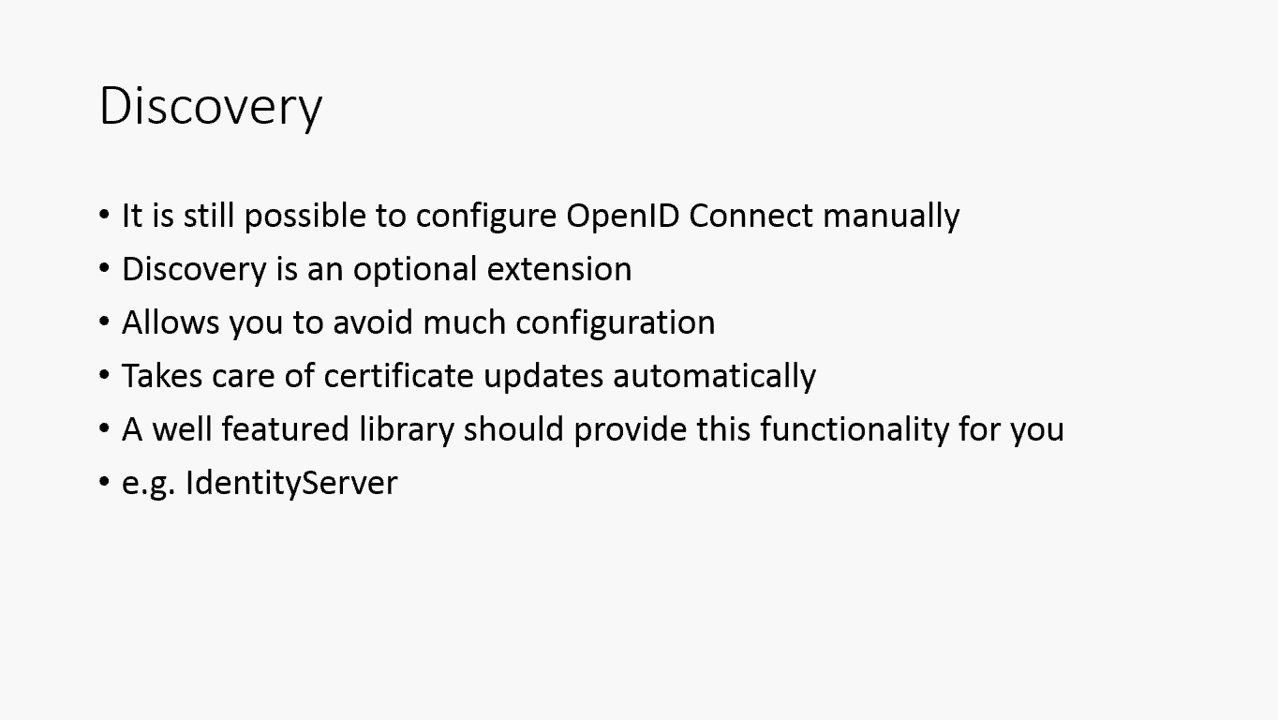 Discovery
• It is still possible to configure OpenID Connect manually
• Discovery is an optional extension
• Allows you to avoid much configuration
• Takes care of certificate updates automatically
• A well featured library should provide this functionality for you
• e.g. IdentityServer